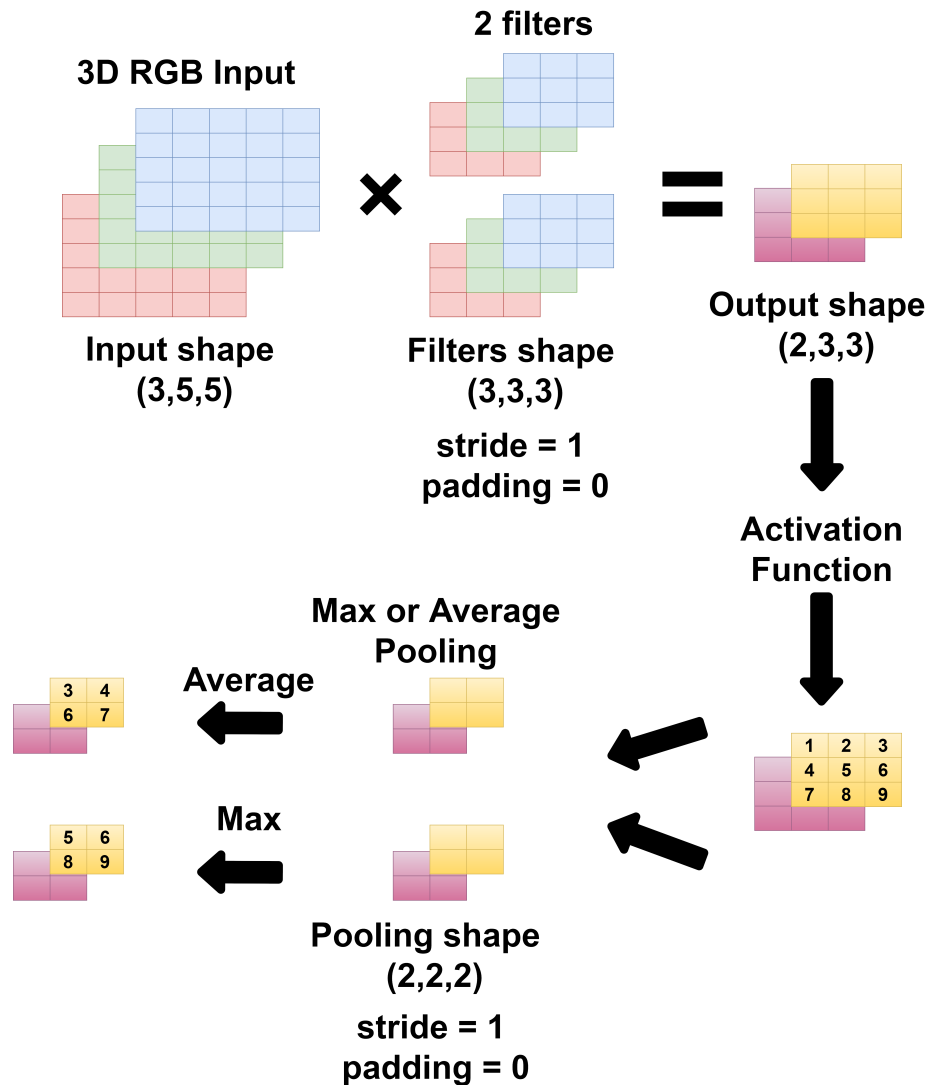 2 filters
3D RGB Input
Input shape
(3,5,5)
Filters shape
(3,3,3)
stride = 1
padding = 0
Output shape
(2,3,3)
Activation
Function
1 2 3
4 5 6
7 8 9
Max or Average
Pooling
Average
3 4
6 7
Max
5 6
8 9
Pooling shape
(2,2,2)
stride = 1
padding = 0